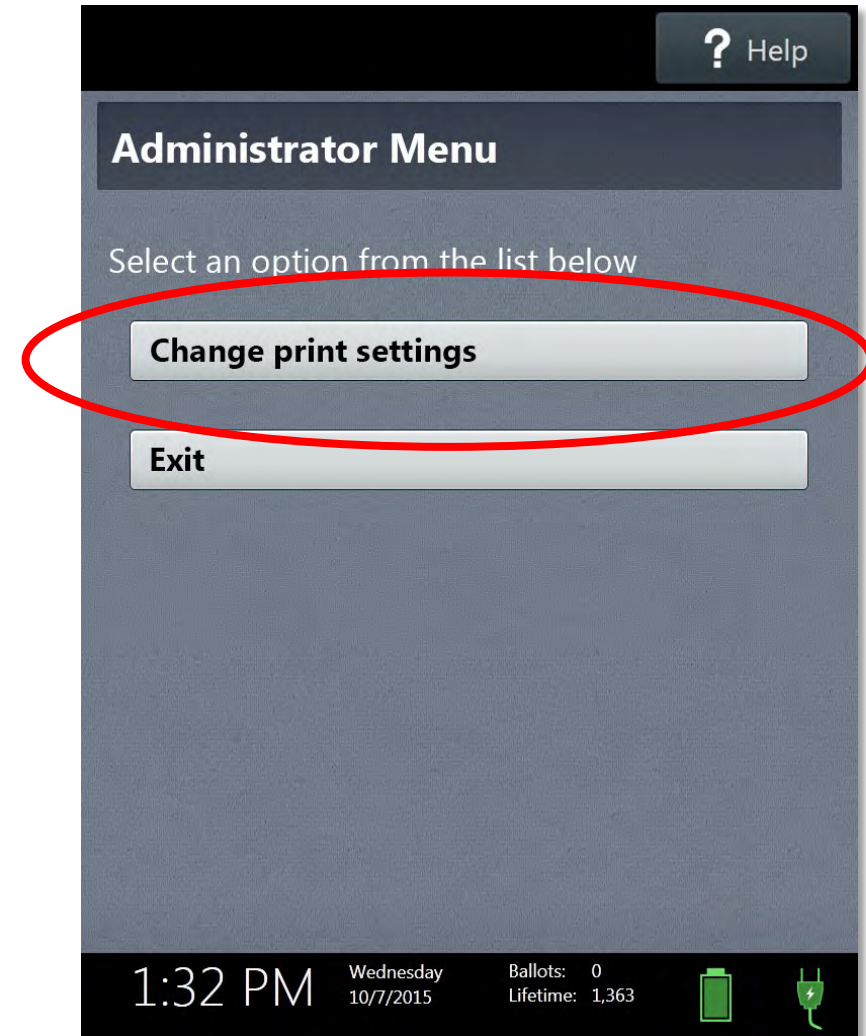 ? Help
Administrator Menu
Select an option from the list below
Change print settings
Exit
1:32 PM
Wednesday
10/7/2015
Ballots: 0
Lifetime: 1,363